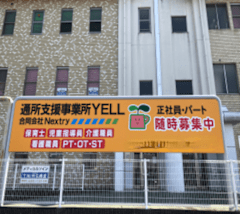 通所支援事業所YELL
合同会社Nextry
保育士 児童指導員 介護職員
看護職員 PT・OT・ST
正社員・パート
随時募集中